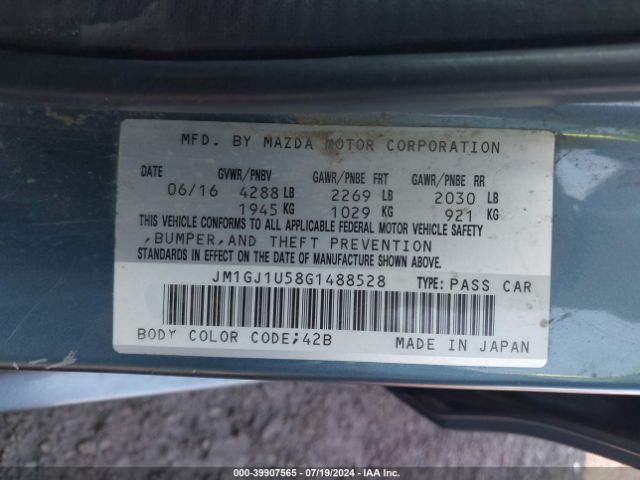 MFD. BY MAZDA MOTOR CORPORATION
DATE GVWR/PNBV GAWR/PNBE FRT GAWR/PNBE RR
06/16 4288 LB 2269 LB 2030 LB
1945 KG 1029 KG 921 KG
THIS VEHICLE CONFORMS TO ALL APPLICABLE FEDERAL MOTOR VEHICLE SAFETY
,BUMPER,AND THEFT PREVENTION
STANDARDS IN EFFECT ON THE DATE OF MANUFACTURE SHOWN ABOVE.
JM1GJ1U58G1488528 TYPE: PASS CAR
BODY COLOR CODE;42B MADE IN JAPAN
000-39907565 / 07/19/2024 / IAA Inc.